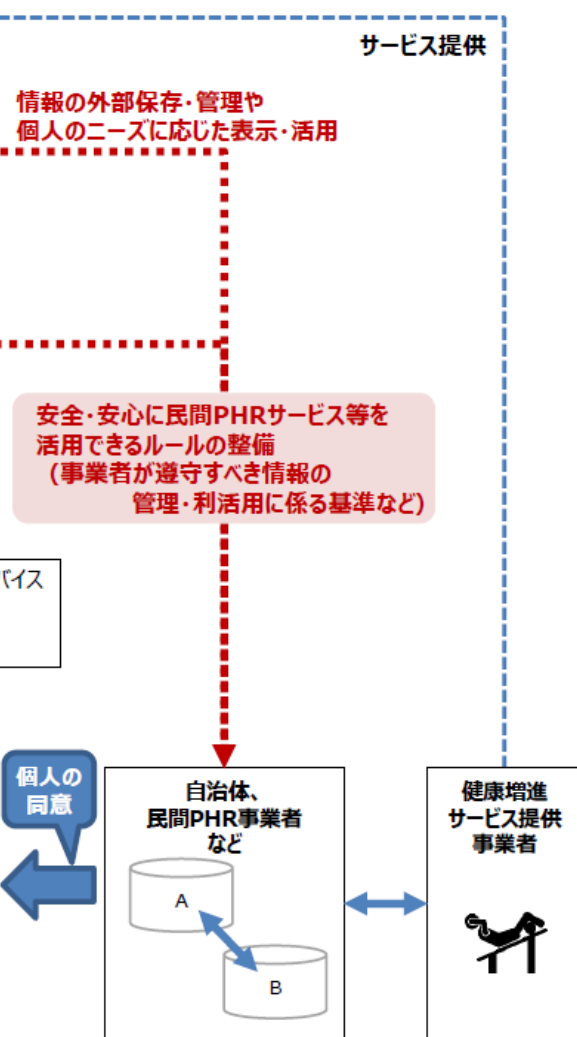 サービス提供
情報の外部保存・管理や
個人のニーズに応じた表示・活用
安全・安心に民間PHRサービス等を
活用できるルールの整備
（事業者が遵守すべき情報の
管理・利活用に係る基準など）
バイス
個人の
同意
自治体、
民間PHR事業者
など
A
B
健康増進
サービス提供
事業者